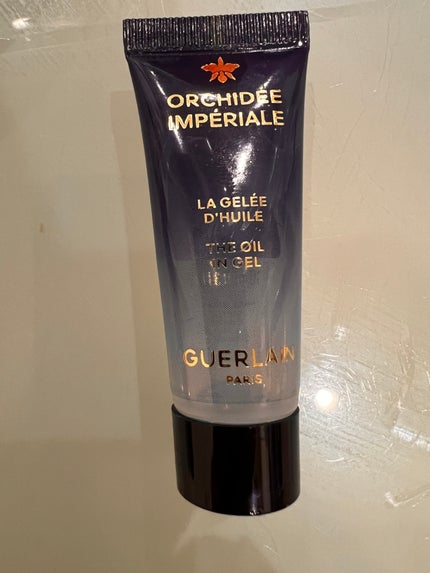 ORCHIDÉE
IMPÉRIALE
LA GELÉE
D'HUILE
THE OIL
IN GEL
GUERLAIN
PARIS